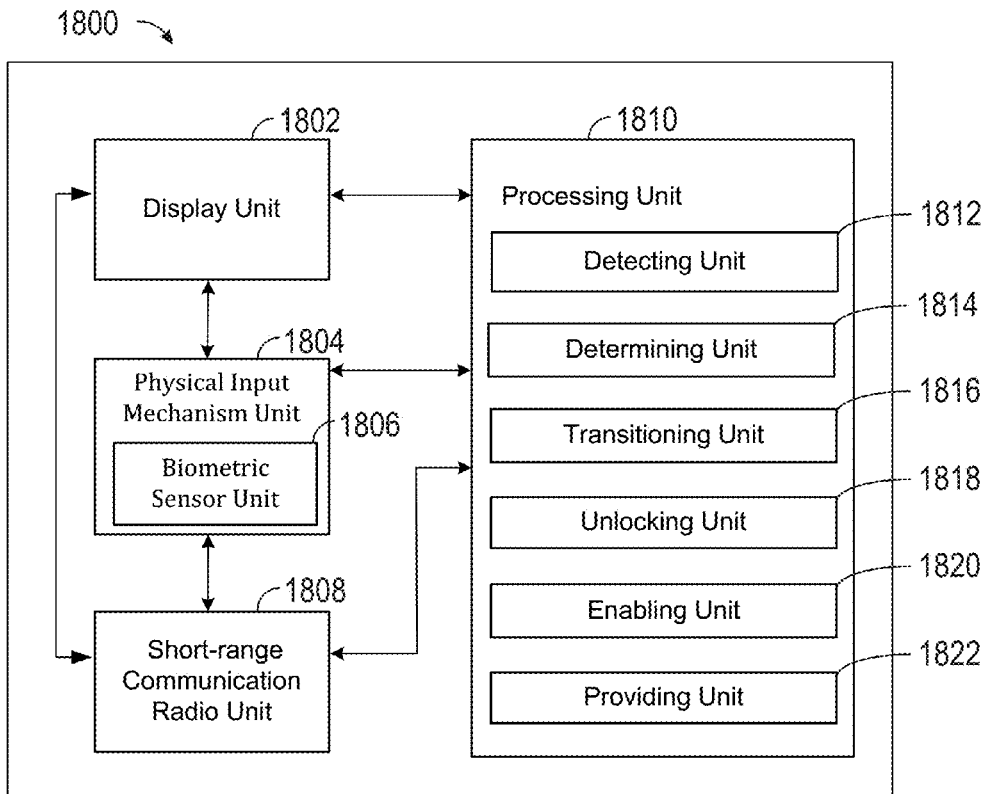 1800
1802
Display Unit
1804
Physical Input
Mechanism Unit
1806
Biometric
Sensor Unit
1808
Short-range
Communication
Radio Unit
1810
Processing Unit
1812
Detecting Unit
1814
Determining Unit
1816
Transitioning Unit
1818
Unlocking Unit
1820
Enabling Unit
1822
Providing Unit